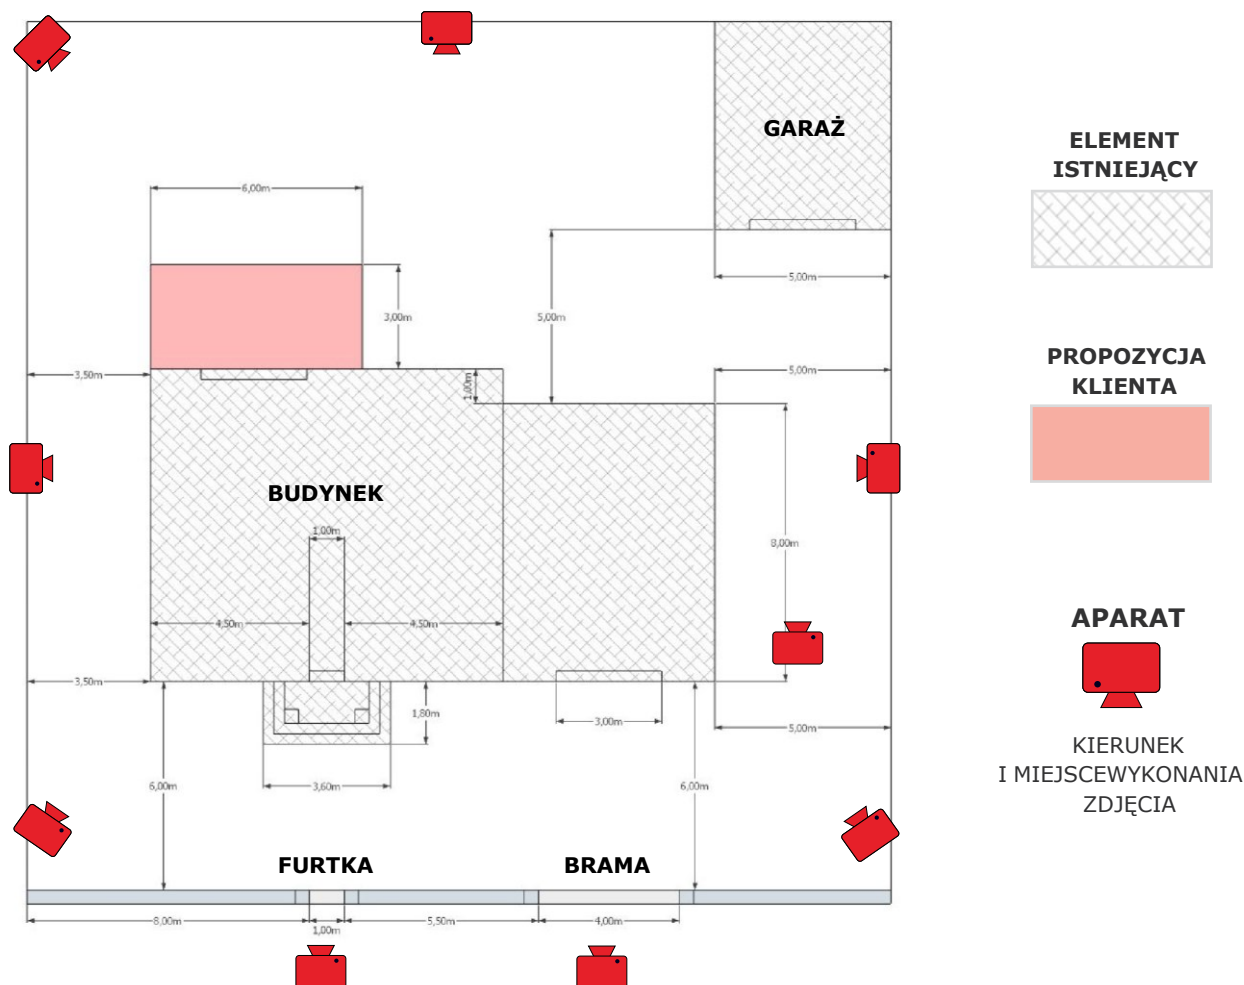 GARAŻ
ELEMENT
ISTNIEJĄCY
6,00m
5,00m
3,00m
5,00m
PROPOZYCJA
KLIENTA
3,50m
5,00m
1,00m
BUDYNEK
1,00m
8,00m
4,50m
4,50m
APARAT
3,50m
1,80m
3,00m
5,00m
KIERUNEK
I MIEJSCEWYKONANIA
ZDJĘCIA
6,00m
3,60m
6,00m
FURTKA
BRAMA
8,00m
1,00m
5,50m
4,00m